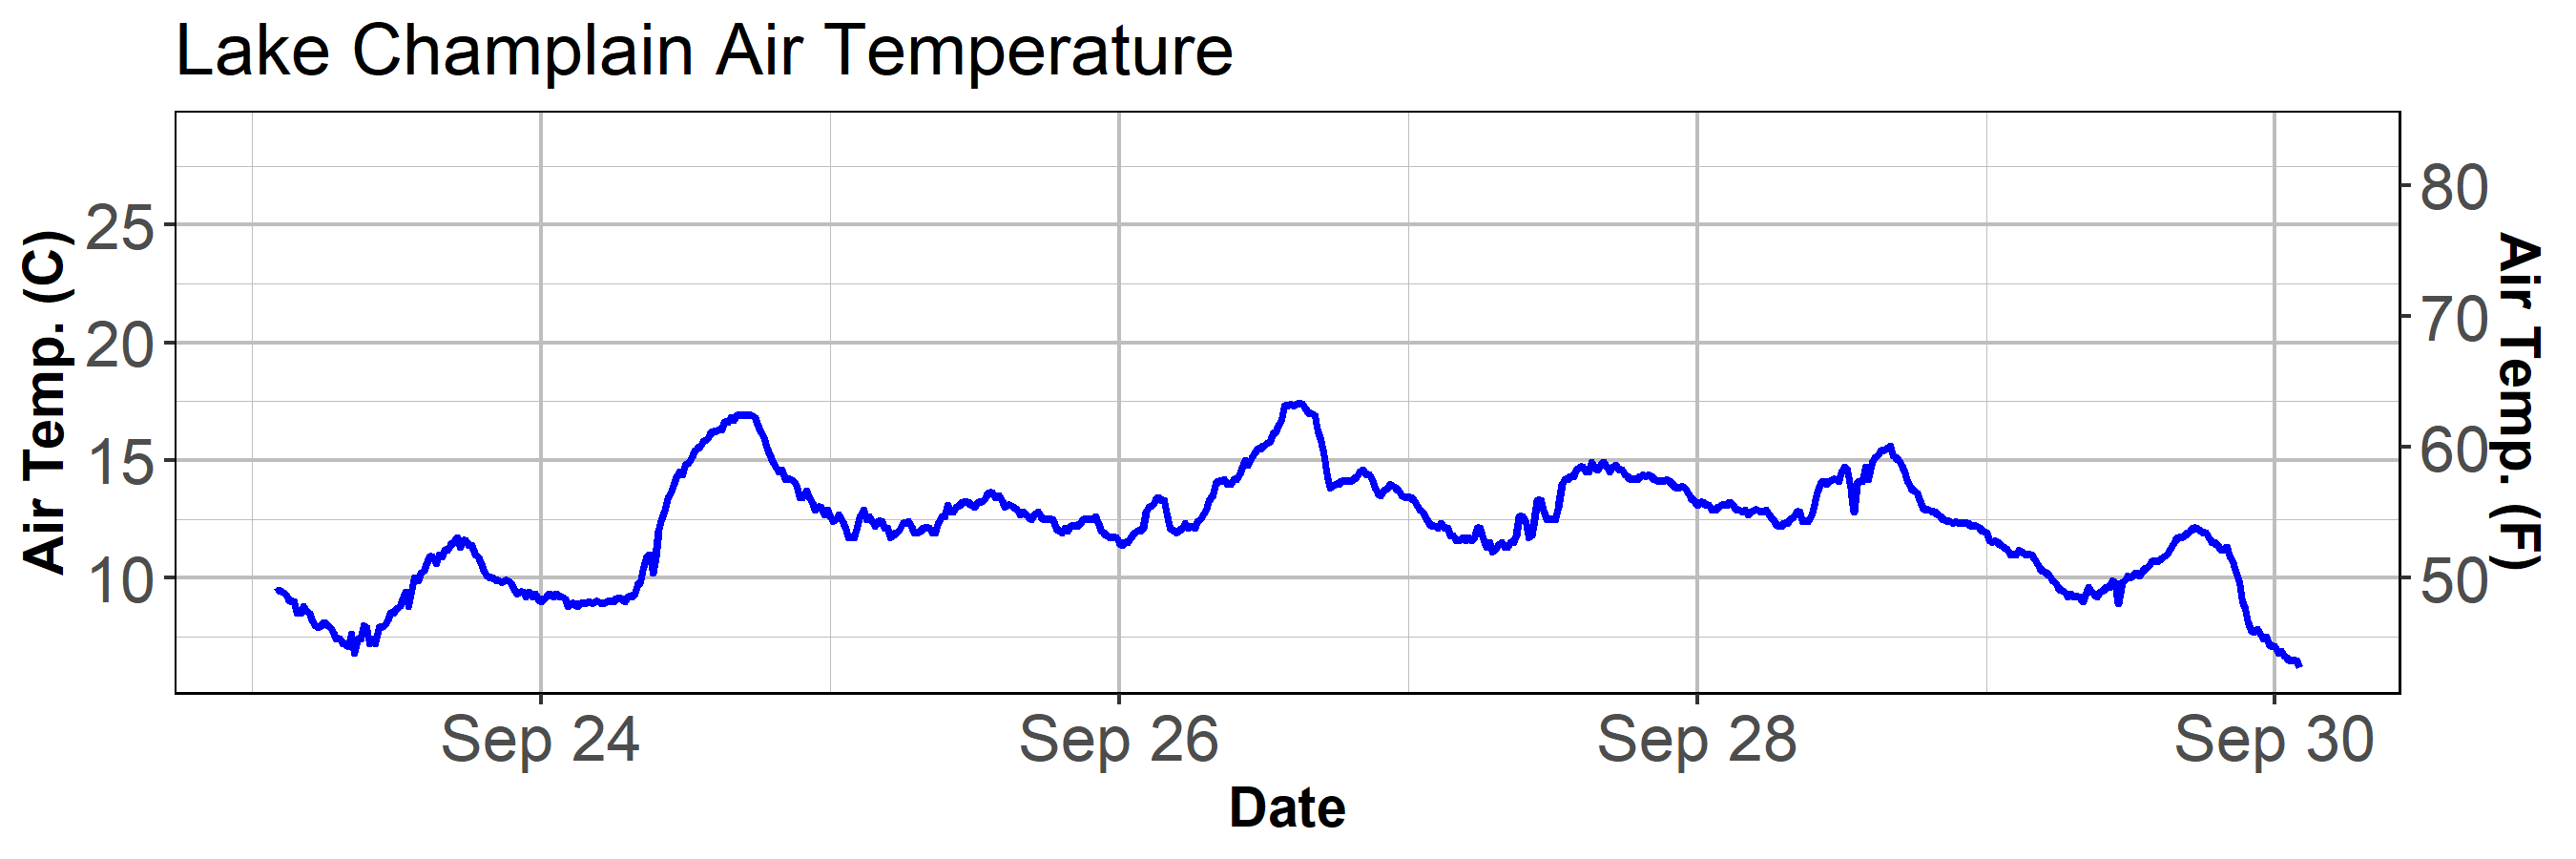 Lake Champlain Air Temperature
Air Temp. (C)
25
20
15
10
80
70
60
50
Air Temp. (F)
Sep 24
Sep 26
Sep 28
Sep 30
Date